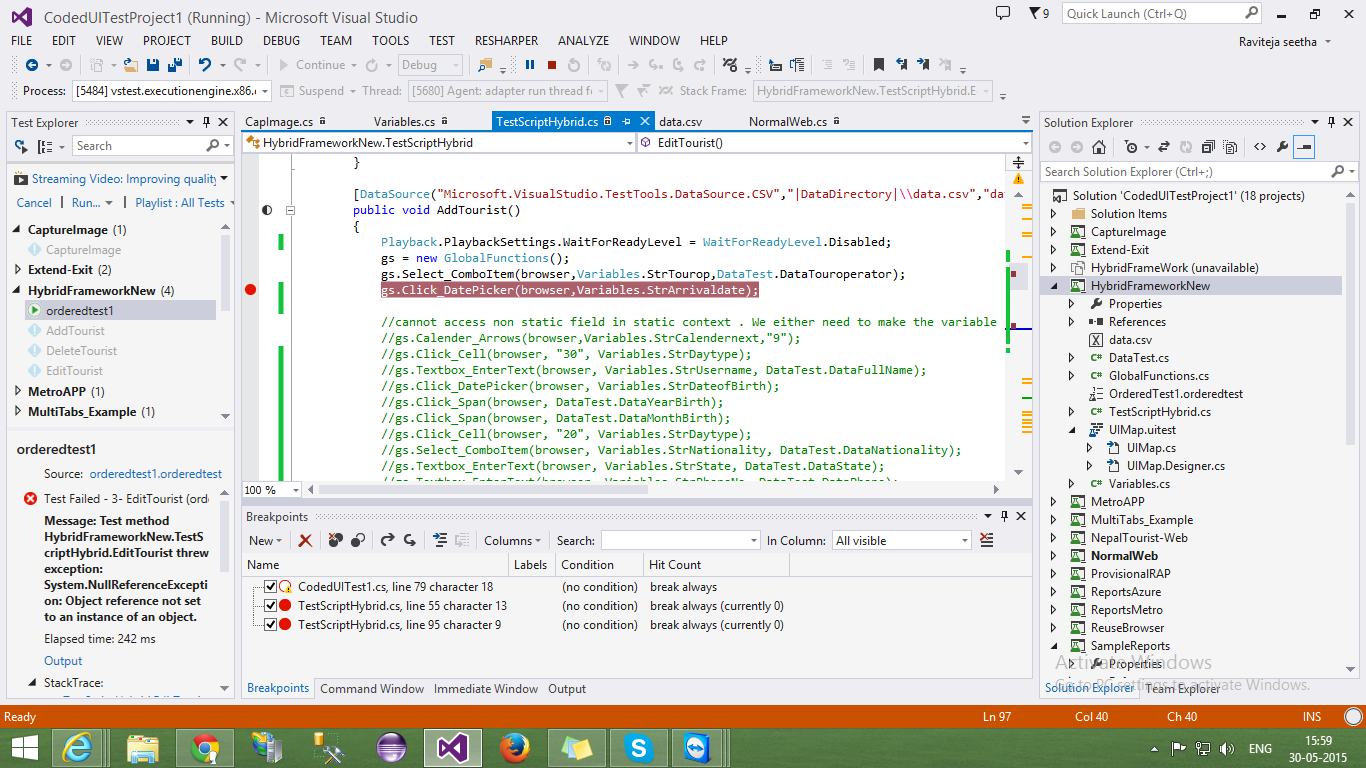 CodedUITestProject1 (Running) - Microsoft Visual Studio
9
Quick Launch (Ctrl+Q)
FILE EDIT VIEW PROJECT BUILD DEBUG TEAM TOOLS TEST RESHARPER ANALYZE WINDOW HELP
Raviteja seetha
Continue Debug
Process: [5484] vstest.executionengine.x86. Suspend Thread: [5680] Agent: adapter run thread fo Stack Frame: HybridFrameworkNew.TestScriptHybrid.E
Test Explorer
Search
Streaming Video: Improving quality
Cancel Run... Playlist : All Tests
CaptureImage (1)
CaptureImage
Extend-Exit (2)
HybridFrameworkNew (4)
orderedtest1
AddTourist
DeleteTourist
EditTourist
MetroAPP (1)
MultiTabs_Example (1)
orderedtest1
Source: orderedtest1.orderedtest
Test Failed - 3- EditTourist (ord
Message: Test method
HybridFrameworkNew.TestS
criptHybrid.EditTourist threw
exception:
System.NullReferenceExcepti
on: Object reference not set
to an instance of an object.
Elapsed time: 242 ms
Output
StackTrace:
CapImage.cs Variables.cs TestScriptHybrid.cs data.csv NormalWeb.cs
HybridFrameworkNew.TestScriptHybrid EditTourist()
}
[DataSource("Microsoft.VisualStudio.TestTools.DataSource.CSV","|DataDirectory|\\data.csv","da
public void AddTourist()
{
Playback.PlaybackSettings.WaitForReadyLevel = WaitForReadyLevel.Disabled;
gs = new GlobalFunctions();
gs.Select_ComboItem(browser,Variables.StrTourop,DataTest.DataTouroperator);
gs.Click_DatePicker(browser,Variables.StrArrivaldate);
//cannot access non static field in static context . We either need to make the variable
//gs.Calender_Arrows(browser,Variables.StrCalendernext,"9");
//gs.Click_Cell(browser, "30", Variables.StrDaytype);
//gs.Textbox_EnterText(browser, Variables.StrUsername, DataTest.DataFullName);
//gs.Click_DatePicker(browser, Variables.StrDateofBirth);
//gs.Click_Span(browser, DataTest.DataYearBirth);
//gs.Click_Span(browser, DataTest.DataMonthBirth);
//gs.Click_Cell(browser, "20", Variables.StrDaytype);
//gs.Select_ComboItem(browser, Variables.StrNationality, DataTest.DataNationality);
//gs.Textbox_EnterText(browser, Variables.StrState, DataTest.DataState);
//gs.Textbox_EnterText(browser, Variables.StrPhoneNo, DataTest.DataPhone);
100 %
Breakpoints
New Columns Search: In Column: All visible
Name Labels Condition Hit Count
CodedUITest1.cs, line 79 character 18 (no condition) break always
TestScriptHybrid.cs, line 55 character 13 (no condition) break always (currently 0)
TestScriptHybrid.cs, line 95 character 9 (no condition) break always (currently 0)
Breakpoints Command Window Immediate Window Output
Solution Explorer
Search Solution Explorer (Ctrl+;)
Solution 'CodedUITestProject1' (18 projects)
Solution Items
CaptureImage
Extend-Exit
HybridFrameWork (unavailable)
HybridFrameworkNew
Properties
References
data.csv
DataTest.cs
GlobalFunctions.cs
OrderedTest1.orderedtest
TestScriptHybrid.cs
UIMap.uitest
UIMap.cs
UIMap.Designer.cs
Variables.cs
MetroAPP
MultiTabs_Example
NepalTourist-Web
NormalWeb
ProvisionalRAP
ReportsAzure
ReportsMetro
ReuseBrowser
SampleReports
Properties
Activate Windows
Go to PC settings to activate Windows.
Solution Explorer Team Explorer
Ready Ln 97 Col 40 Ch 40 INS
ENG
15:59
30-05-2015